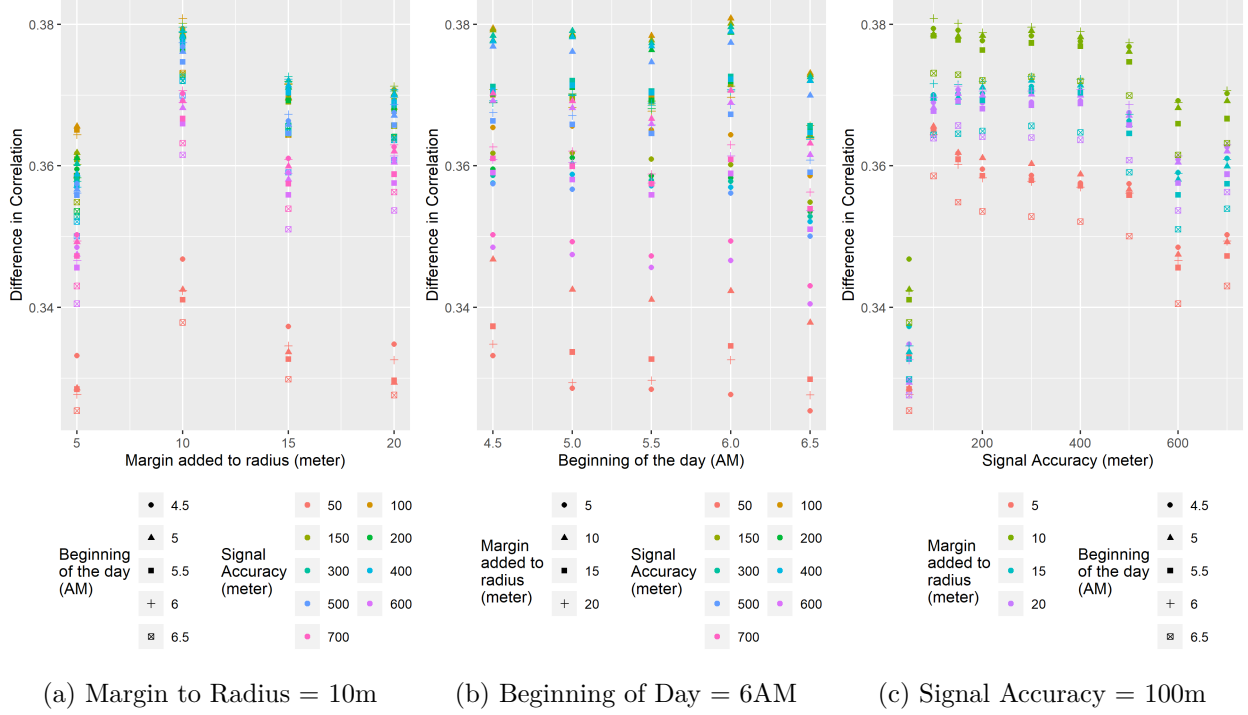 0.38
0.36
0.34
Difference in Correlation
5
10
15
20
Margin added to radius (meter)
Beginning
of the day
(AM)
4.5
5
5.5
6
6.5
Signal
Accuracy
(meter)
50
100
150
200
300
400
500
600
700
(a) Margin to Radius = 10m
0.38
0.36
0.34
Difference in Correlation
4.5
5.0
5.5
6.0
6.5
Beginning of the day (AM)
Margin
added to
radius
(meter)
5
10
15
20
Signal
Accuracy
(meter)
50
100
150
200
300
400
500
600
700
(b) Beginning of Day = 6AM
0.38
0.36
0.34
Difference in Correlation
200
400
600
Signal Accuracy (meter)
Margin
added to
radius
(meter)
5
10
15
20
Beginning
of the day
(AM)
4.5
5
5.5
6
6.5
(c) Signal Accuracy = 100m